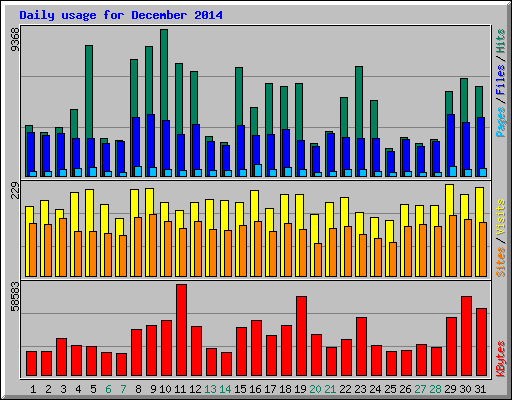 Daily usage for December 2014
9368
Pages / Files / Hits
229
Sites / Visits
58583
KBytes
1 2 3 4 5 6 7 8 9 10 11 12 13 14 15 16 17 18 19 20 21 22 23 24 25 26 27 28 29 30 31